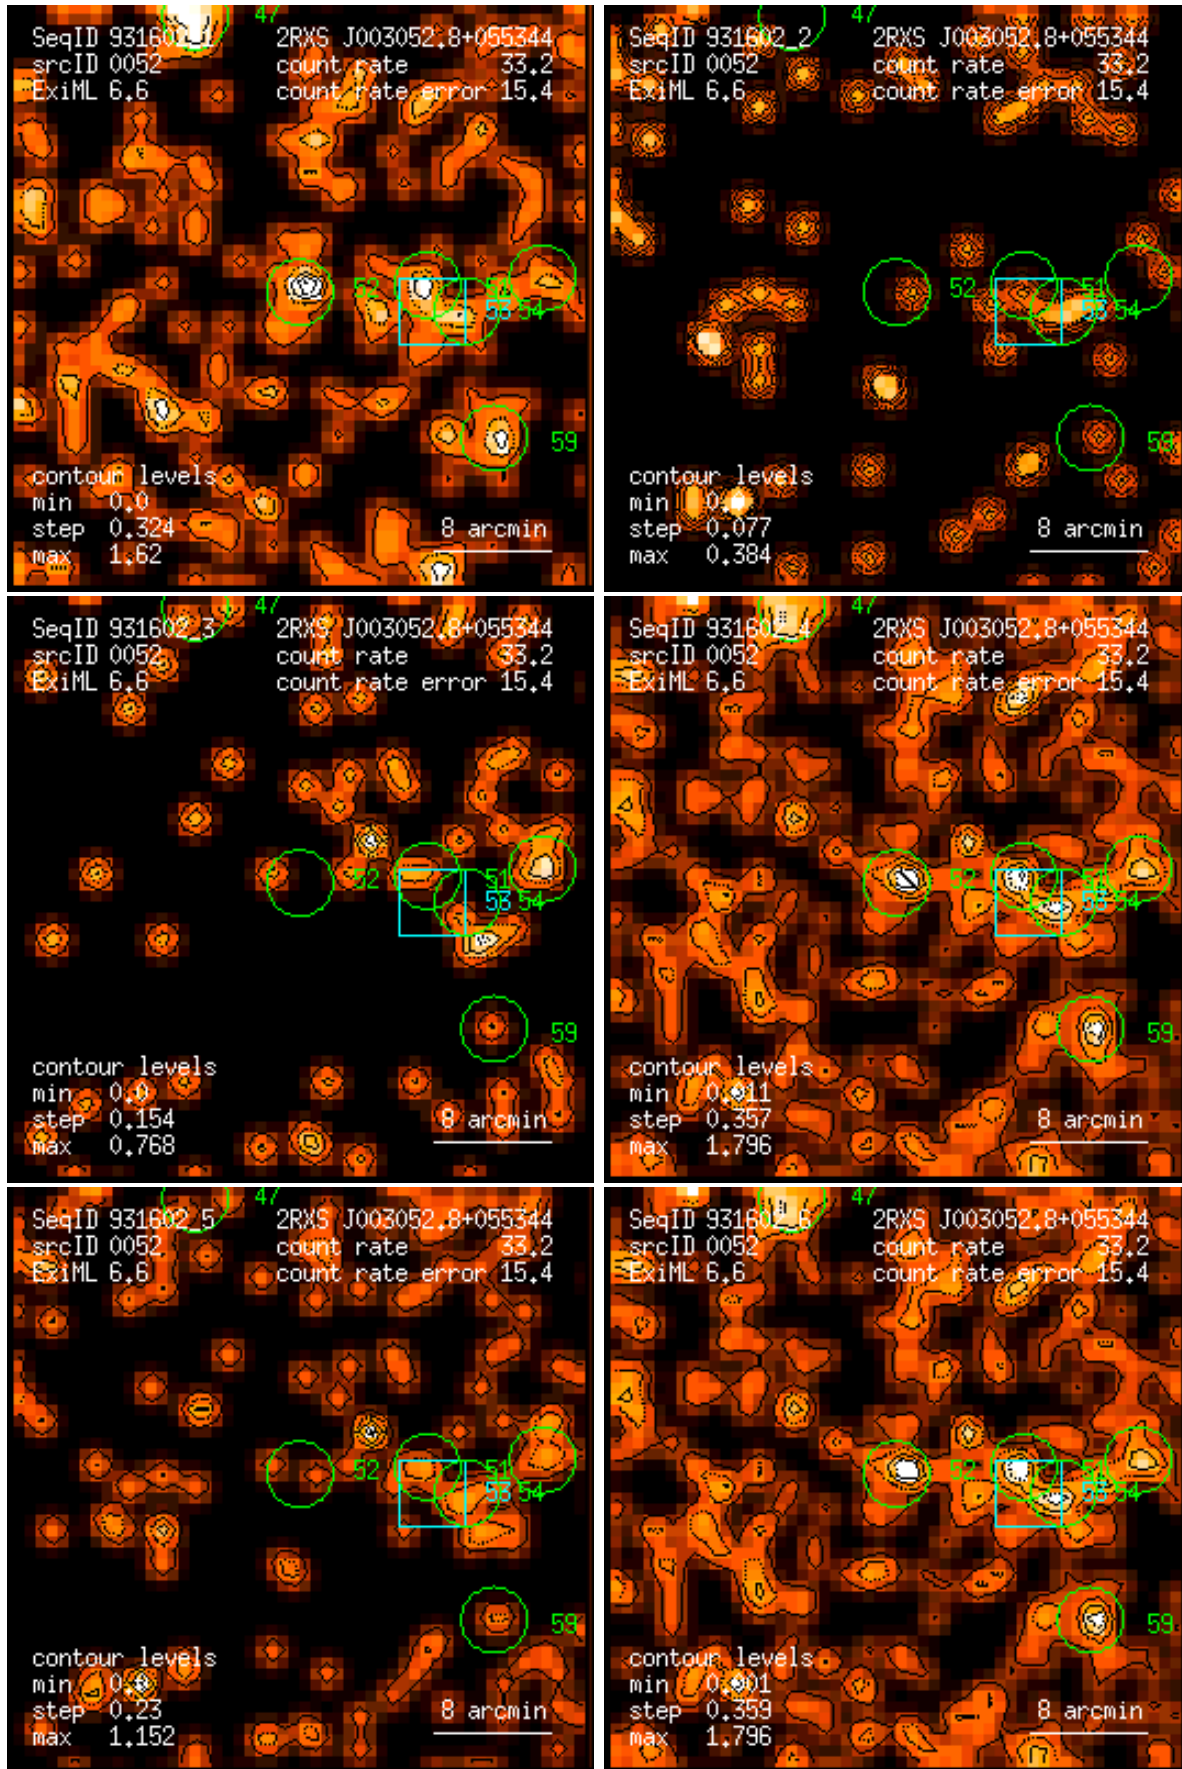 47
SeqID 931602_1 2RXS J003052.8+055344
srcID 0052 count rate 33.2
ExiML 6.6 count rate error 15.4
52 51
53 54
59
contour levels
min 0.0
step 0.324 8 arcmin
max 1.62
47
SeqID 931602_2 2RXS J003052.8+055344
srcID 0052 count rate 33.2
ExiML 6.6 count rate error 15.4
52 51
53 54
59
contour levels
min
step 0.077 8 arcmin
max 0.384
47
SeqID 931602_3 2RXS J003052.8+055344
srcID 0052 count rate 33.2
ExiML 6.6 count rate error 15.4
52 51
53 54
59
contour levels
min 0.0
step 0.154 8 arcmin
max 0.768
47
SeqID 931602_4 2RXS J003052.8+055344
srcID 0052 count rate 33.2
ExiML 6.6 count rate error 15.4
52 51
53 54
59
contour levels
min 0.011
step 0.357 8 arcmin
max 1.796
47
SeqID 931602_5 2RXS J003052.8+055344
srcID 0052 count rate 33.2
ExiML 6.6 count rate error 15.4
52 51
53 54
59
contour levels
min 0.0
step 0.23 8 arcmin
max 1.152
47
SeqID 931602_6 2RXS J003052.8+055344
srcID 0052 count rate 33.2
ExiML 6.6 count rate error 15.4
52 51
53 54
59
contour levels
min 0.001
step 0.359 8 arcmin
max 1.796